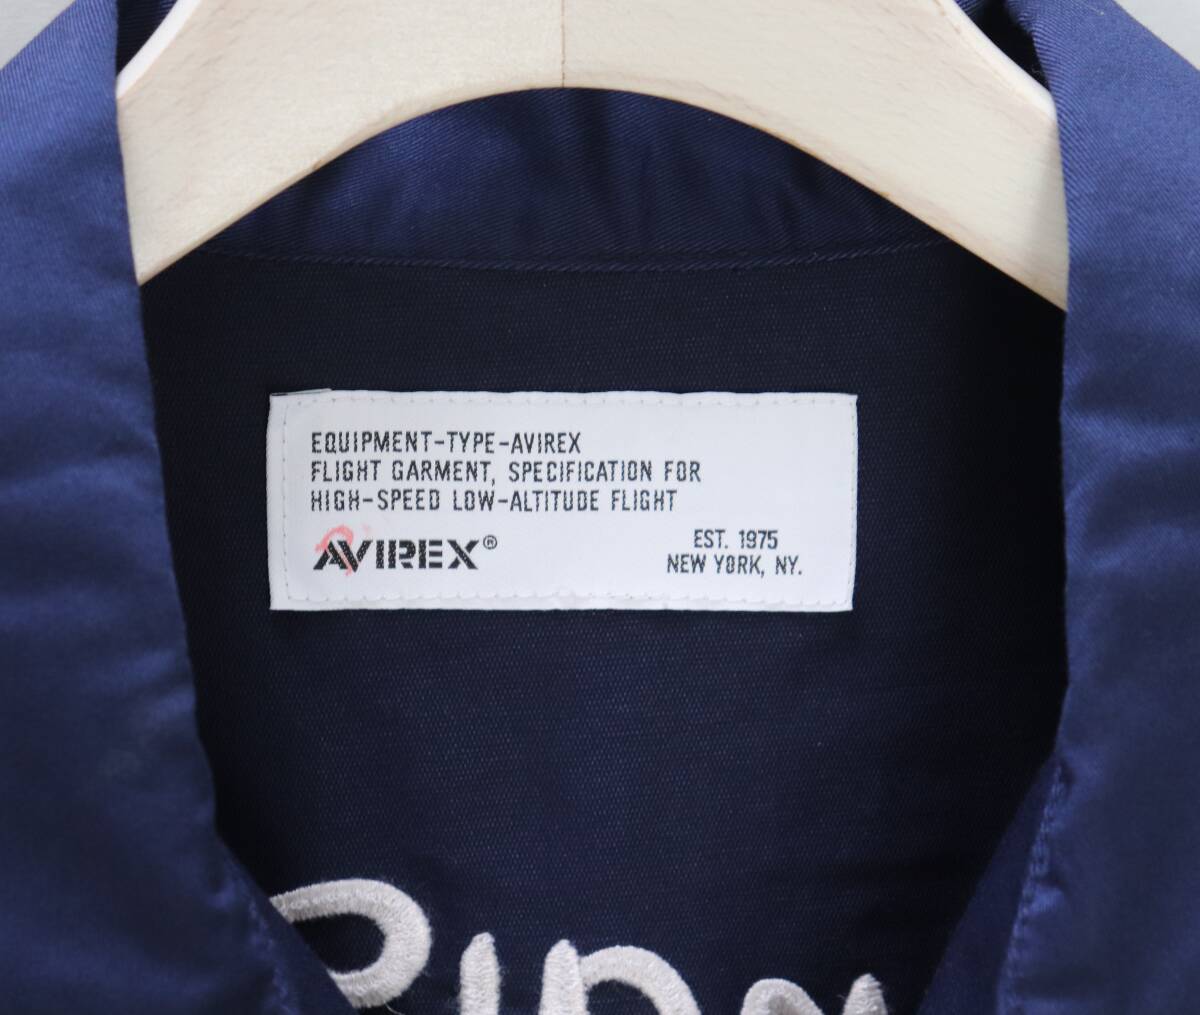 EQUIPMENT-TYPE-AVIREX
FLIGHT GARMENT, SPECIFICATION FOR
HIGH-SPEED LOW-ALTITUDE FLIGHT
AVIREX®
EST. 1975
NEW YORK, NY.